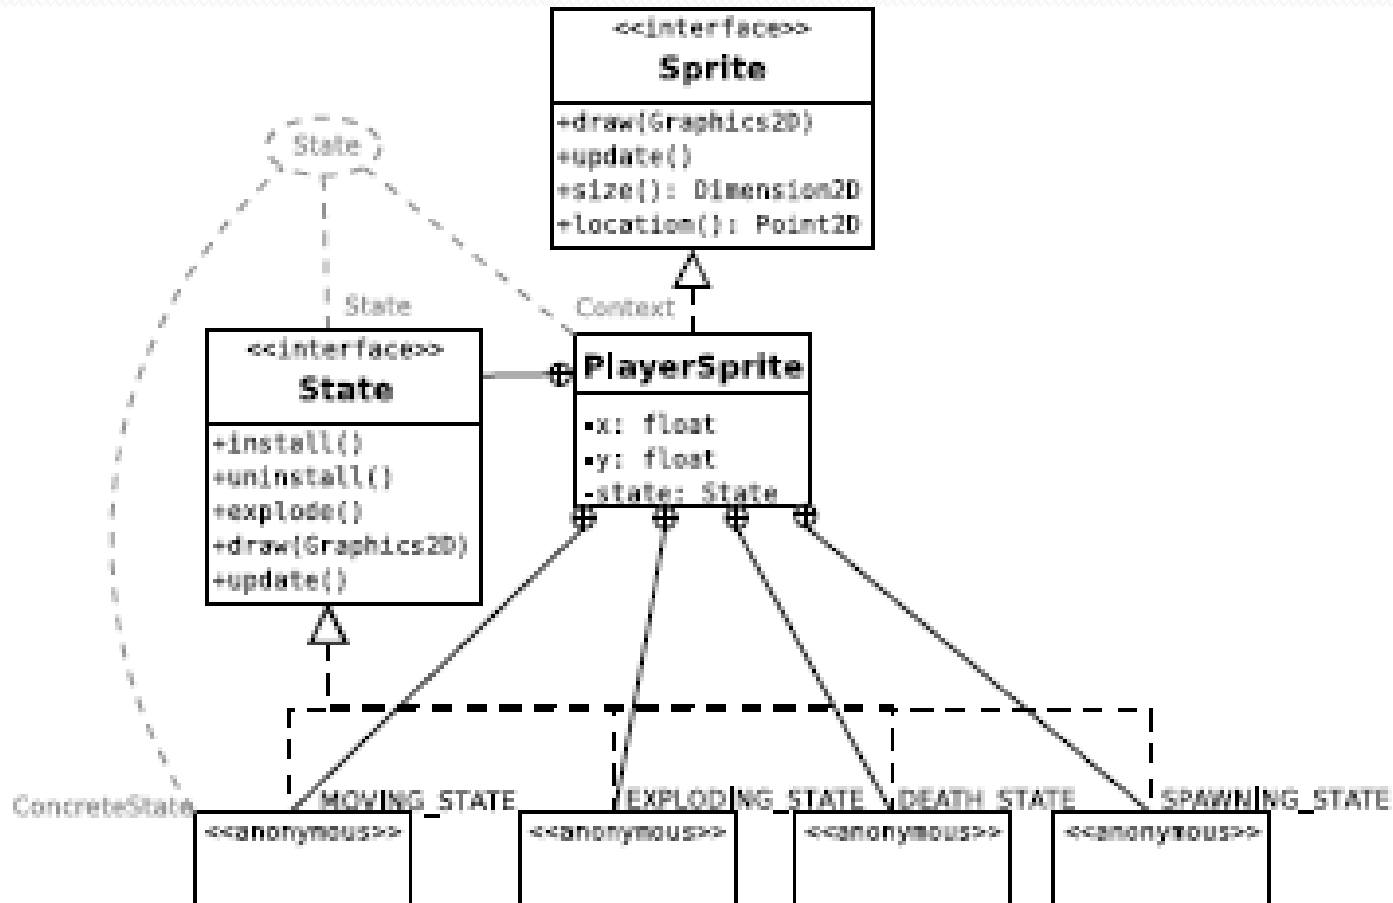 <<interface>>
Sprite
+draw(Graphics2D)
+update()
+size(): Dimension2D
+location(): Point2D
State
State
Context
<<interface>>
State
+install()
+uninstall()
+explode()
+draw(Graphics2D)
+update()
PlayerSprite
-x: float
-y: float
-state: State
ConcreteState
MOVING_STATE
EXPLODING_STATE
DEATH_STATE
SPAWNING_STATE
<<anonymous>>
<<anonymous>>
<<anonymous>>
<<anonymous>>